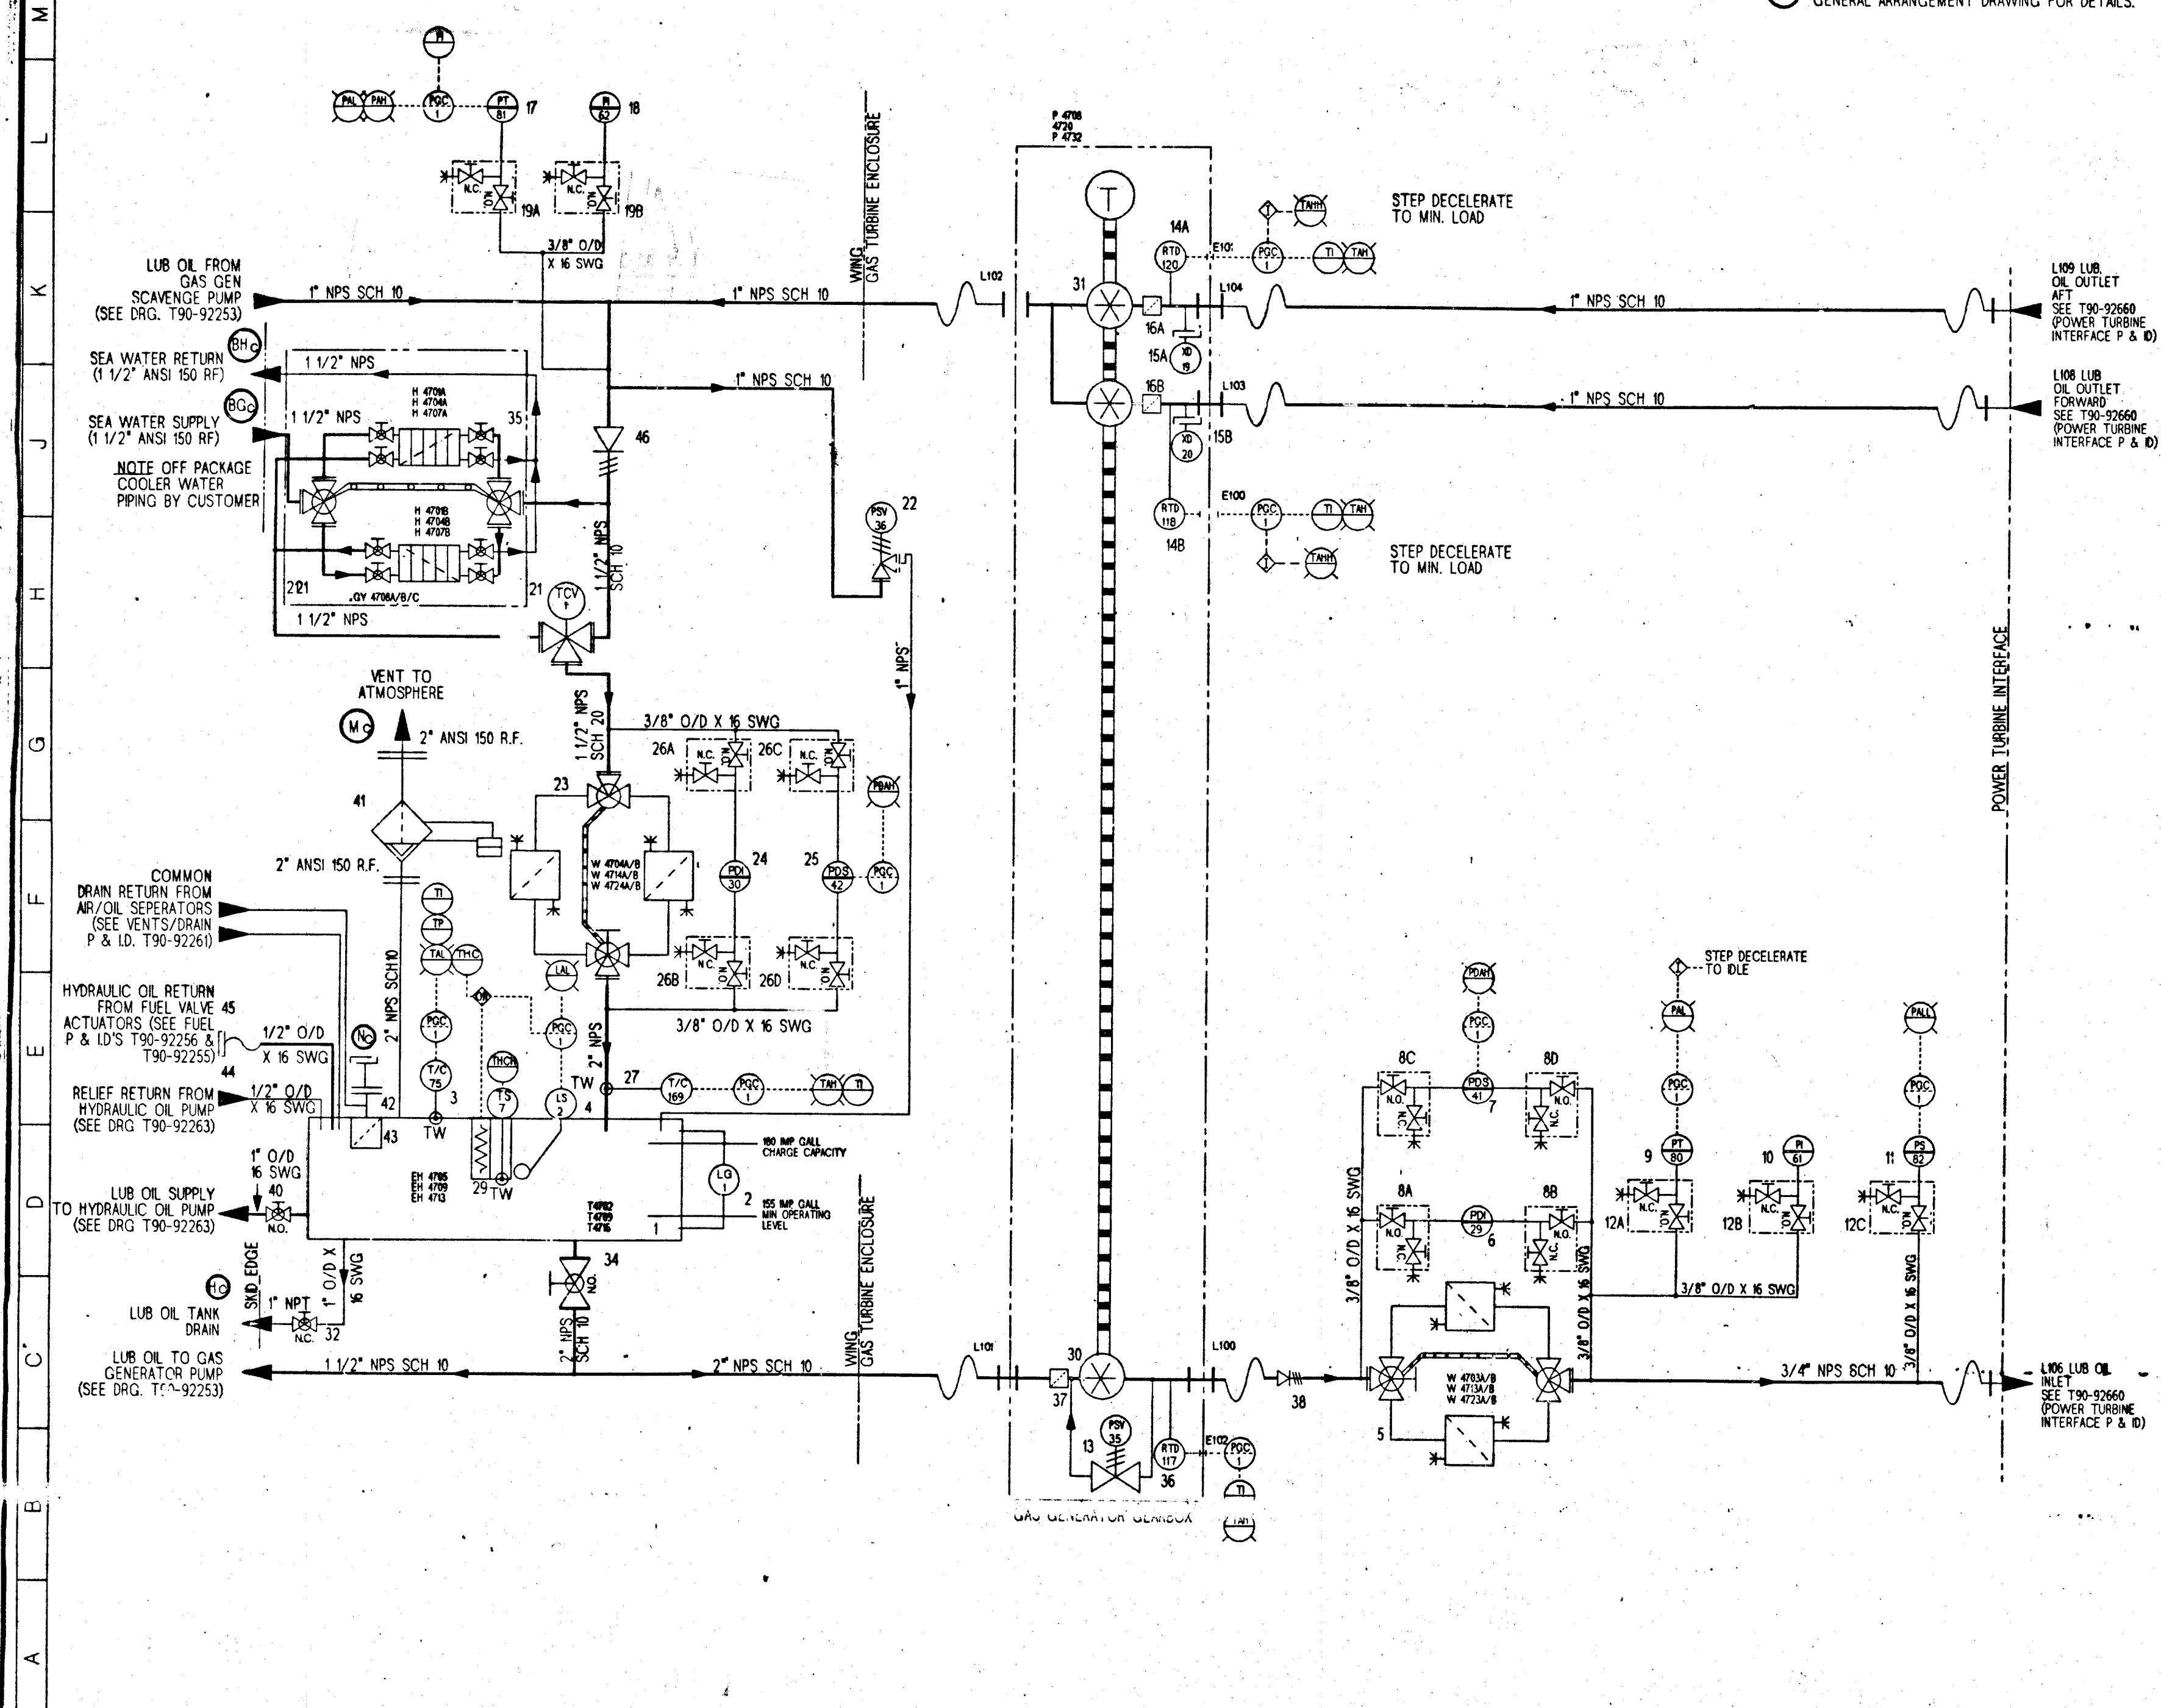 GENERAL ARRANGEMENT DRAWING FOR DETAILS.
M
L
K
J
H
G
F
E
D
C
B
A
PAL
PAH
PGC
1
PT
81
17
PI
62
18
N.C.
N.O.
19A
N.C.
N.O.
19B
3/8" O/D
X 16 SWG
LUB OIL FROM
GAS GEN
SCAVENGE PUMP
(SEE DRG. T90-92253)
1" NPS SCH 10
1" NPS SCH 10
WING
GAS TURBINE ENCLOSURE
L102
P 4708
4720
P 4732
T
31
14A
RTD
120
E101
PGC
1
I
TAHH
TI
TAH
STEP DECELERATE
TO MIN. LOAD
L104
16A
15A
XD
19
1" NPS SCH 10
L109 LUB.
OIL OUTLET
AFT
SEE T90-92660
(POWER TURBINE
INTERFACE P & ID)
SEA WATER RETURN
(1 1/2" ANSI 150 RF)
BHC
1 1/2" NPS
SEA WATER SUPPLY
(1 1/2" ANSI 150 RF)
BGC
1 1/2" NPS
H 4701A
H 4704A
H 4707A
35
NOTE OFF PACKAGE
COOLER WATER
PIPING BY CUSTOMER
H 4701B
H 4704B
H 4707B
GY 4708A/B/C
1 1/2" NPS
1" NPS SCH 10
46
1 1/2" NPS
SCH 10
21
TCV
1
PSV
36
22
1" NPS
16B
L103
15B
XD
20
1" NPS SCH 10
L108 LUB
OIL OUTLET
FORWARD
SEE T90-92660
(POWER TURBINE
INTERFACE P & ID)
RTD
118
14B
E100
PGC
1
TI
TAH
I
TAHH
STEP DECELERATE
TO MIN. LOAD
POWER TURBINE INTERFACE
VENT TO
ATMOSPHERE
MC
2" ANSI 150 R.F.
41
2" ANSI 150 R.F.
1 1/2" NPS
SCH 20
3/8" O/D X 16 SWG
26A
N.C.
N.O.
26C
N.C.
N.O.
23
PDAH
W 4704A/B
W 4714A/B
W 4724A/B
24
PDI
30
25
PDS
42
PGC
1
26B
N.C.
N.O.
26D
N.C.
N.O.
3/8" O/D X 16 SWG
COMMON
DRAIN RETURN FROM
AIR/OIL SEPERATORS
(SEE VENTS/DRAIN
P & I.D. T90-92261)
2" NPS SCH10
TI
TP
TAL
THC
OR
LAL
PGC
1
PGC
1
HYDRAULIC OIL RETURN
FROM FUEL VALVE
ACTUATORS (SEE FUEL
P & I.D'S T90-92256 &
T90-92255)
45
44
1/2" O/D
X 16 SWG
NC
RELIEF RETURN FROM
HYDRAULIC OIL PUMP
(SEE DRG T90-92263)
1/2" O/D
X 16 SWG
42
43
T/C
75
3
TW
THCH
TS
7
LS
2
4
2" NPS
TW
27
T/C
169
PGC
1
TAH
TI
29
TW
EH 4705
EH 4709
EH 4713
T4702
T4709
T4716
1
LG
1
2
180 IMP GALL
CHARGE CAPACITY
155 IMP GALL
MIN OPERATING
LEVEL
1" O/D
16 SWG
40
N.O.
LUB OIL SUPPLY
TO HYDRAULIC OIL PUMP
(SEE DRG T90-92263)
SKID EDGE
HC
1" O/D X
16 SWG
1" NPT
N.C.
32
LUB OIL TANK
DRAIN
34
N.O.
2" NPS
SCH 10
LUB OIL TO GAS
GENERATOR PUMP
1 1/2" NPS SCH 10
2" NPS SCH 10
WING
GAS TURBINE ENCLOSURE
L101
37
30
L100
38
13
PSV
35
RTD
117
36
E102
PGC
1
TI
TAH
GAS GENERATOR GEARBOX
PDAH
PGC
1
8C
N.O.
N.C.
PDS
41
7
8D
N.O.
N.C.
8A
N.O.
N.C.
PDI
29
6
8B
N.O.
N.C.
3/8" O/D X 16 SWG
3/8" O/D X 16 SWG
W 4703A/B
W 4713A/B
W 4723A/B
5
I
STEP DECELERATE
TO IDLE
PAL
PGC
1
9
PT
80
10
PI
61
PALL
PGC
1
11
PS
82
12A
N.C.
N.O.
12B
N.C.
N.O.
12C
N.C.
N.O.
3/8" O/D X 16 SWG
3/8" O/D X 16 SWG
3/4" NPS SCH 10
L106 LUB OIL
INLET
SEE T90-92660
(POWER TURBINE
INTERFACE P & ID)